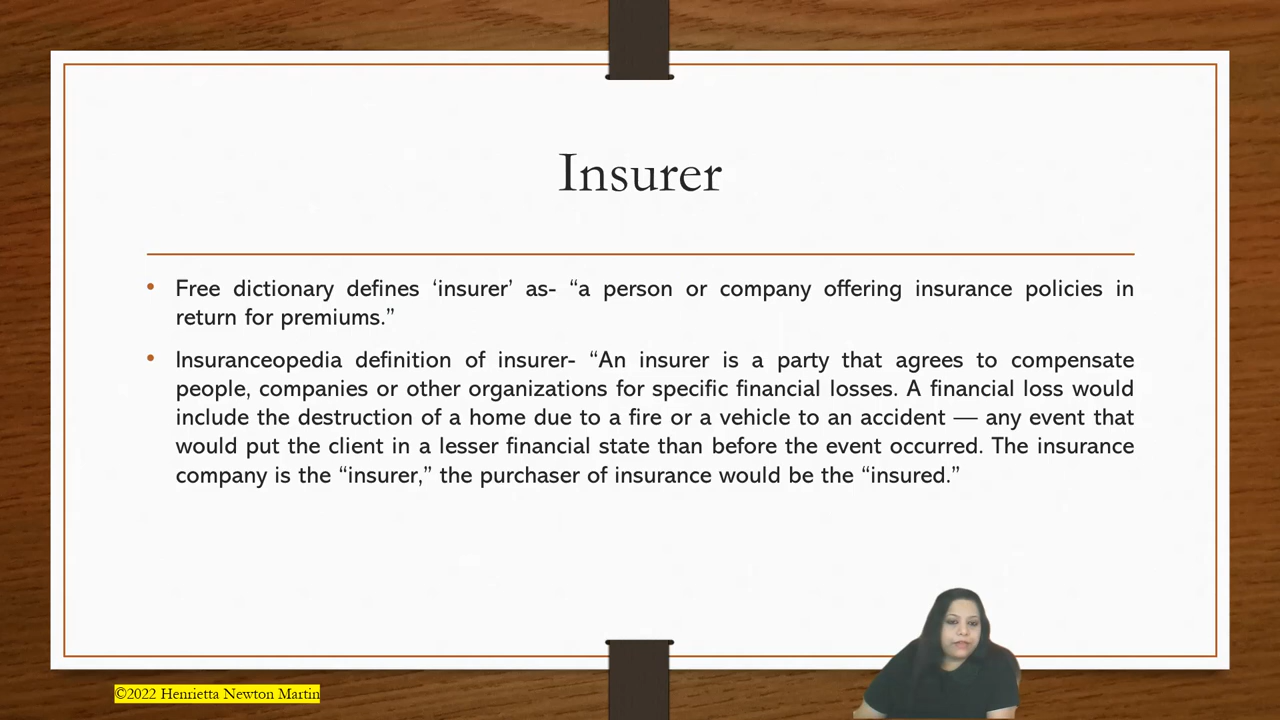 Insurer
• Free dictionary defines ‘insurer’ as- “a person or company offering insurance policies in
return for premiums.”
• Insuranceopedia definition of insurer- “An insurer is a party that agrees to compensate
people, companies or other organizations for specific financial losses. A financial loss would
include the destruction of a home due to a fire or a vehicle to an accident — any event that
would put the client in a lesser financial state than before the event occurred. The insurance
company is the “insurer,” the purchaser of insurance would be the “insured.”
©2022 Henrietta Newton Martin